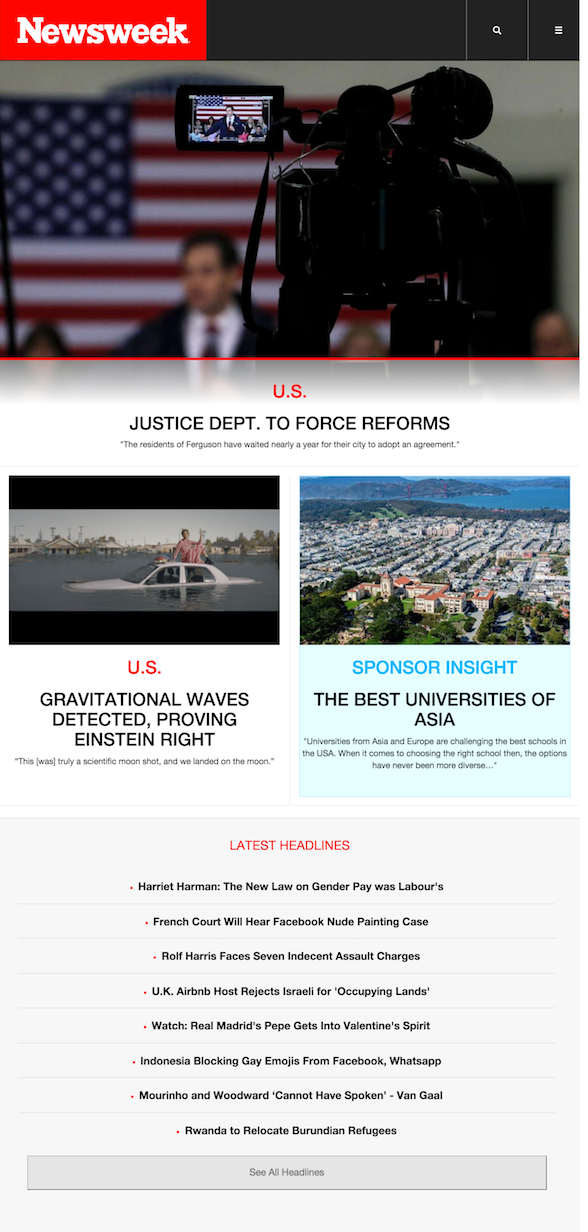 Newsweek
U.S.
JUSTICE DEPT. TO FORCE REFORMS
"The residents of Ferguson have waited nearly a year for their city to adopt an agreement."
U.S.
GRAVITATIONAL WAVES
DETECTED, PROVING
EINSTEIN RIGHT
"This [was] truly a scientific moon shot, and we landed on the moon."
SPONSOR INSIGHT
THE BEST UNIVERSITIES OF
ASIA
"Universities from Asia and Europe are challenging the best schools in
the USA. When it comes to choosing the right school then, the options
have never been more diverse..."
LATEST HEADLINES
• Harriet Harman: The New Law on Gender Pay was Labour's
• French Court Will Hear Facebook Nude Painting Case
• Rolf Harris Faces Seven Indecent Assault Charges
• U.K. Airbnb Host Rejects Israeli for 'Occupying Lands'
• Watch: Real Madrid's Pepe Gets Into Valentine's Spirit
• Indonesia Blocking Gay Emojis From Facebook, Whatsapp
• Mourinho and Woodward ‘Cannot Have Spoken’ - Van Gaal
• Rwanda to Relocate Burundian Refugees
See All Headlines